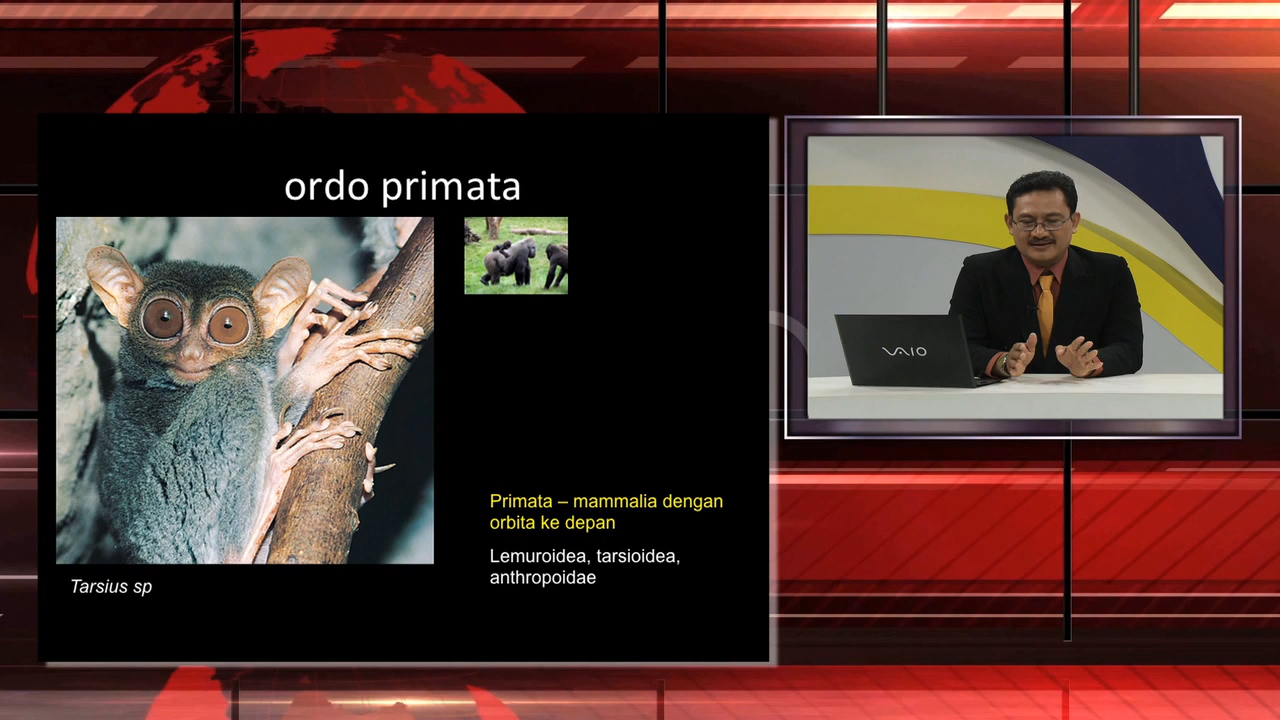 ordo primata
Primata – mammalia dengan
orbita ke depan
Lemuroidea, tarsioidea,
anthropoidae
Tarsius sp
VAIO